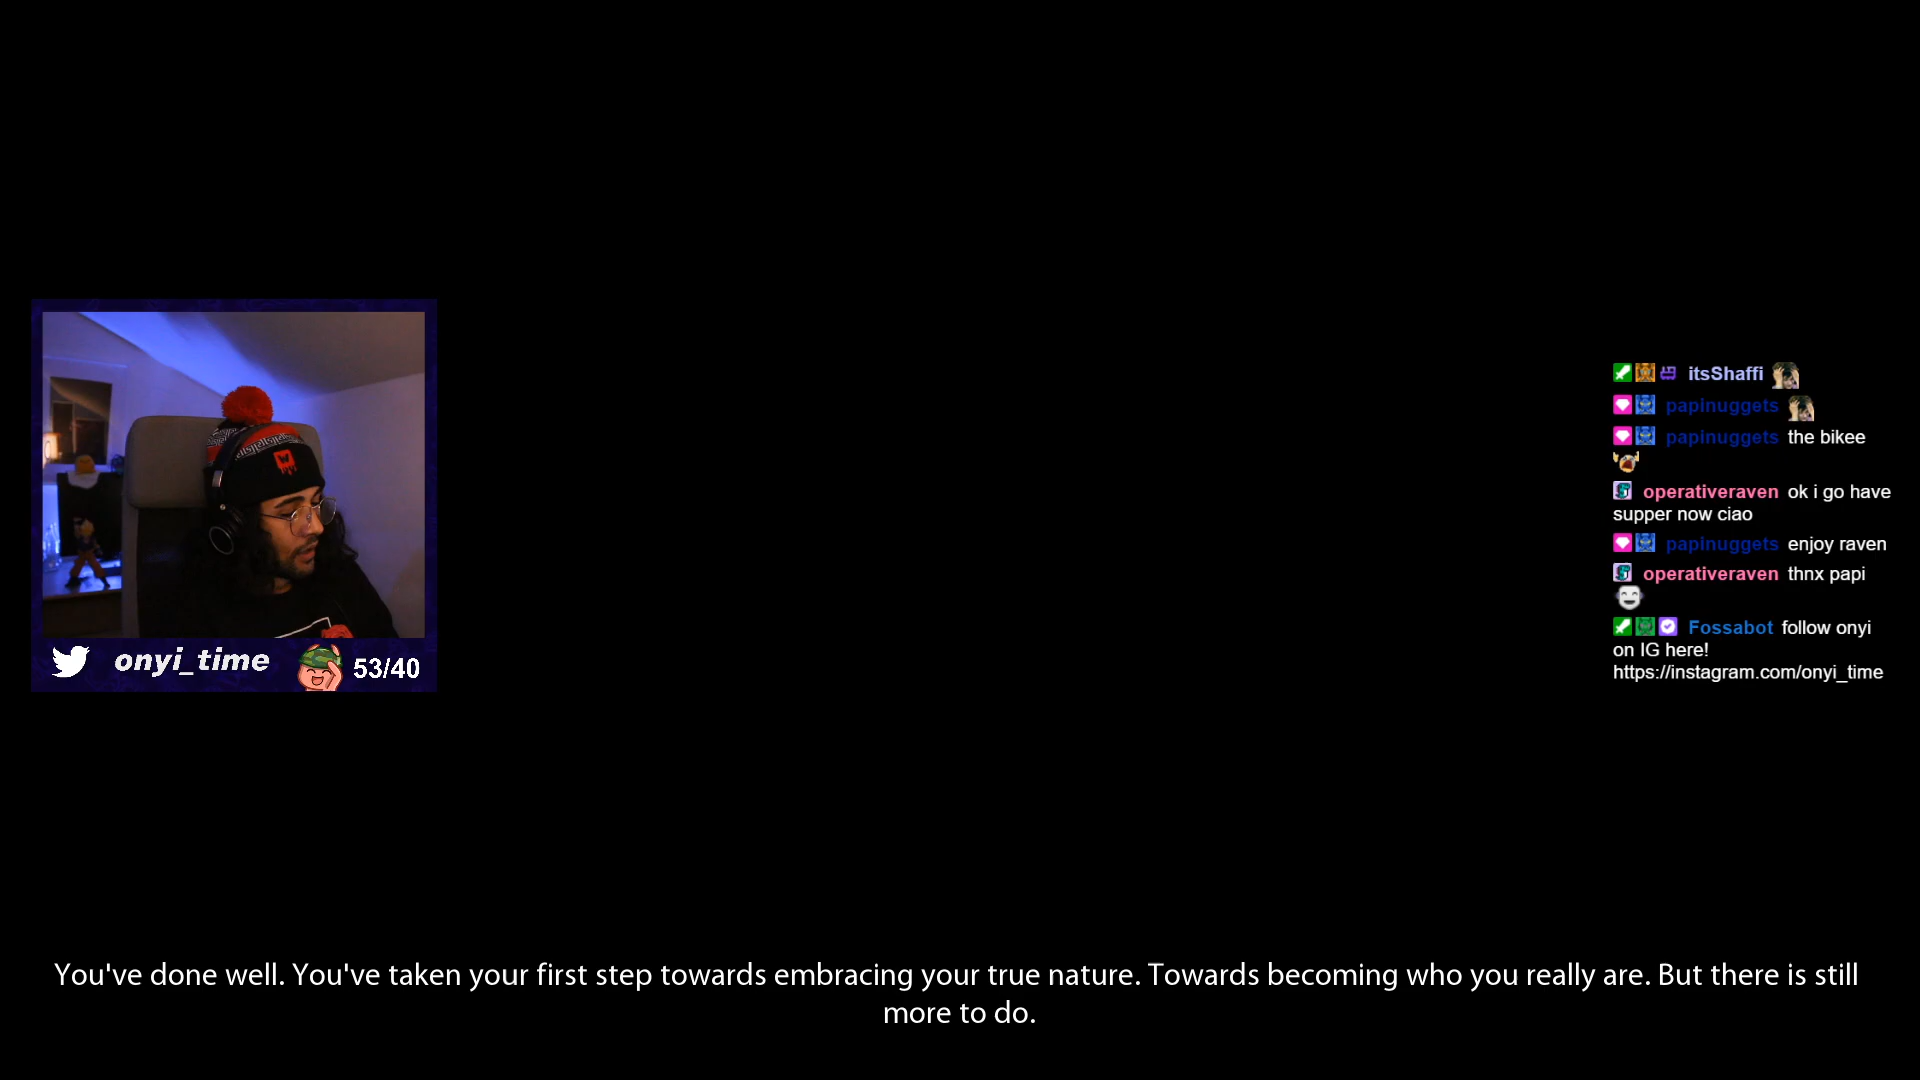 onyi_time
53/40
itsShaffi
papinuggets
papinuggets the bikee
operativeraven ok i go have
supper now ciao
papinuggets enjoy raven
operativeraven thnx papi
Fossabot follow onyi
on IG here!
https://instagram.com/onyi_time
You've done well. You've taken your first step towards embracing your true nature. Towards becoming who you really are. But there is still
more to do.